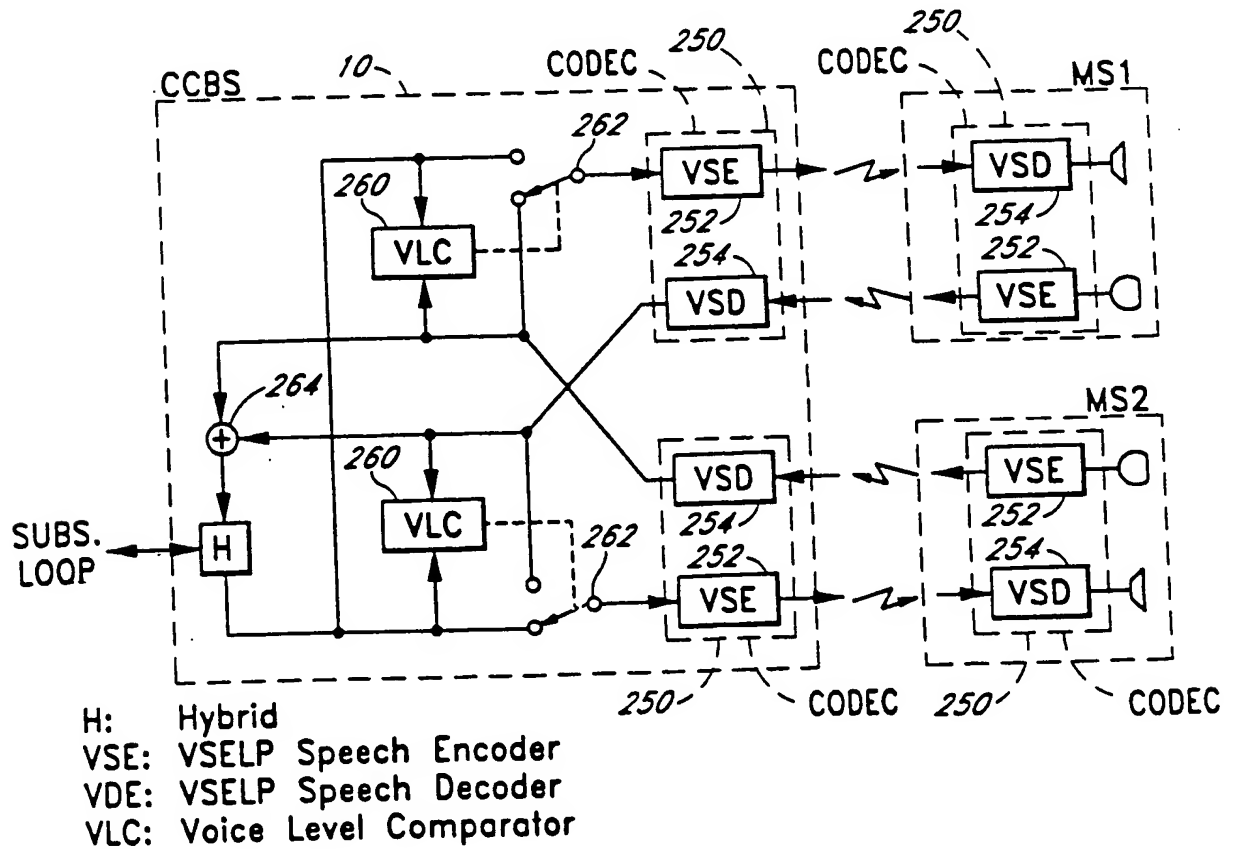 250
250
10
CODEC
CODEC
CCBS
MS1
262
260
VSE
VSD
252
254
VLC
254
252
VSD
VSE
264
MS2
260
VSD
VSE
254
252
VLC
262
252
254
SUBS.
LOOP
H
VSE
VSD
250
CODEC
250
CODEC
H: Hybrid
VSE: VSELP Speech Encoder
VDE: VSELP Speech Decoder
VLC: Voice Level Comparator